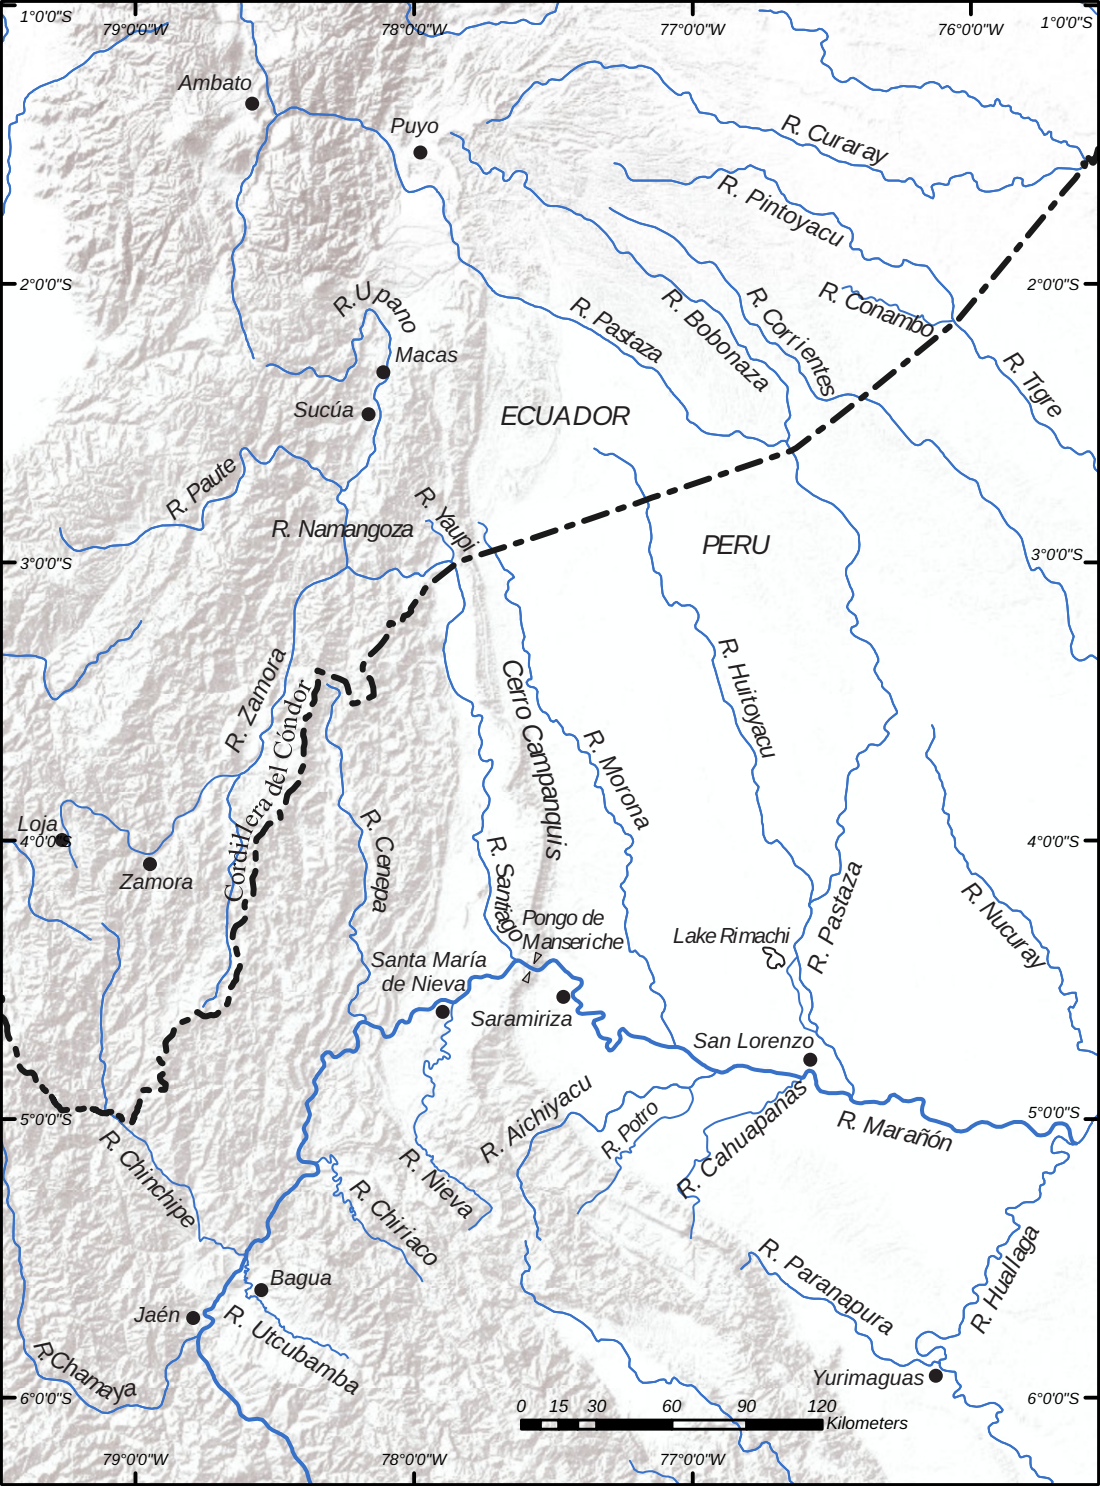 1°0'0"S
79°0'0"W
78°0'0"W
77°0'0"W
76°0'0"W
1°0'0"S
Ambato
Puyo
R. Curaray
R. Pintoyacu
2°0'0"S
2°0'0"S
R. Upano
R. Pastaza
R. Bobonaza
R. Corrientes
R. Conambo
Macas
R. Tigre
Sucúa
ECUADOR
R. Paute
R. Namangoza
R. Yaupi
PERU
3°0'0"S
3°0'0"S
R. Zamora
Cordillera del Cóndor
Cerro Campanquis
R. Huitoyacu
R. Morona
Loja
4°0'0"S
4°0'0"S
Zamora
R. Cenepa
R. Santiago
R. Pastaza
R. Nucuray
Pongo de
Manseriche
Lake Rimachi
Santa María
de Nieva
Saramiriza
San Lorenzo
R. Aichiyacu
R. Potro
R. Cahuapanas
R. Marañón
5°0'0"S
5°0'0"S
R. Chinchipe
R. Nieva
R. Chiriaco
R. Huallaga
R. Paranapura
Bagua
Jaén
R. Utcubamba
R.Chamaya
Yurimaguas
6°0'0"S
6°0'0"S
0 15 30 60 90 120
Kilometers
79°0'0"W
78°0'0"W
77°0'0"W